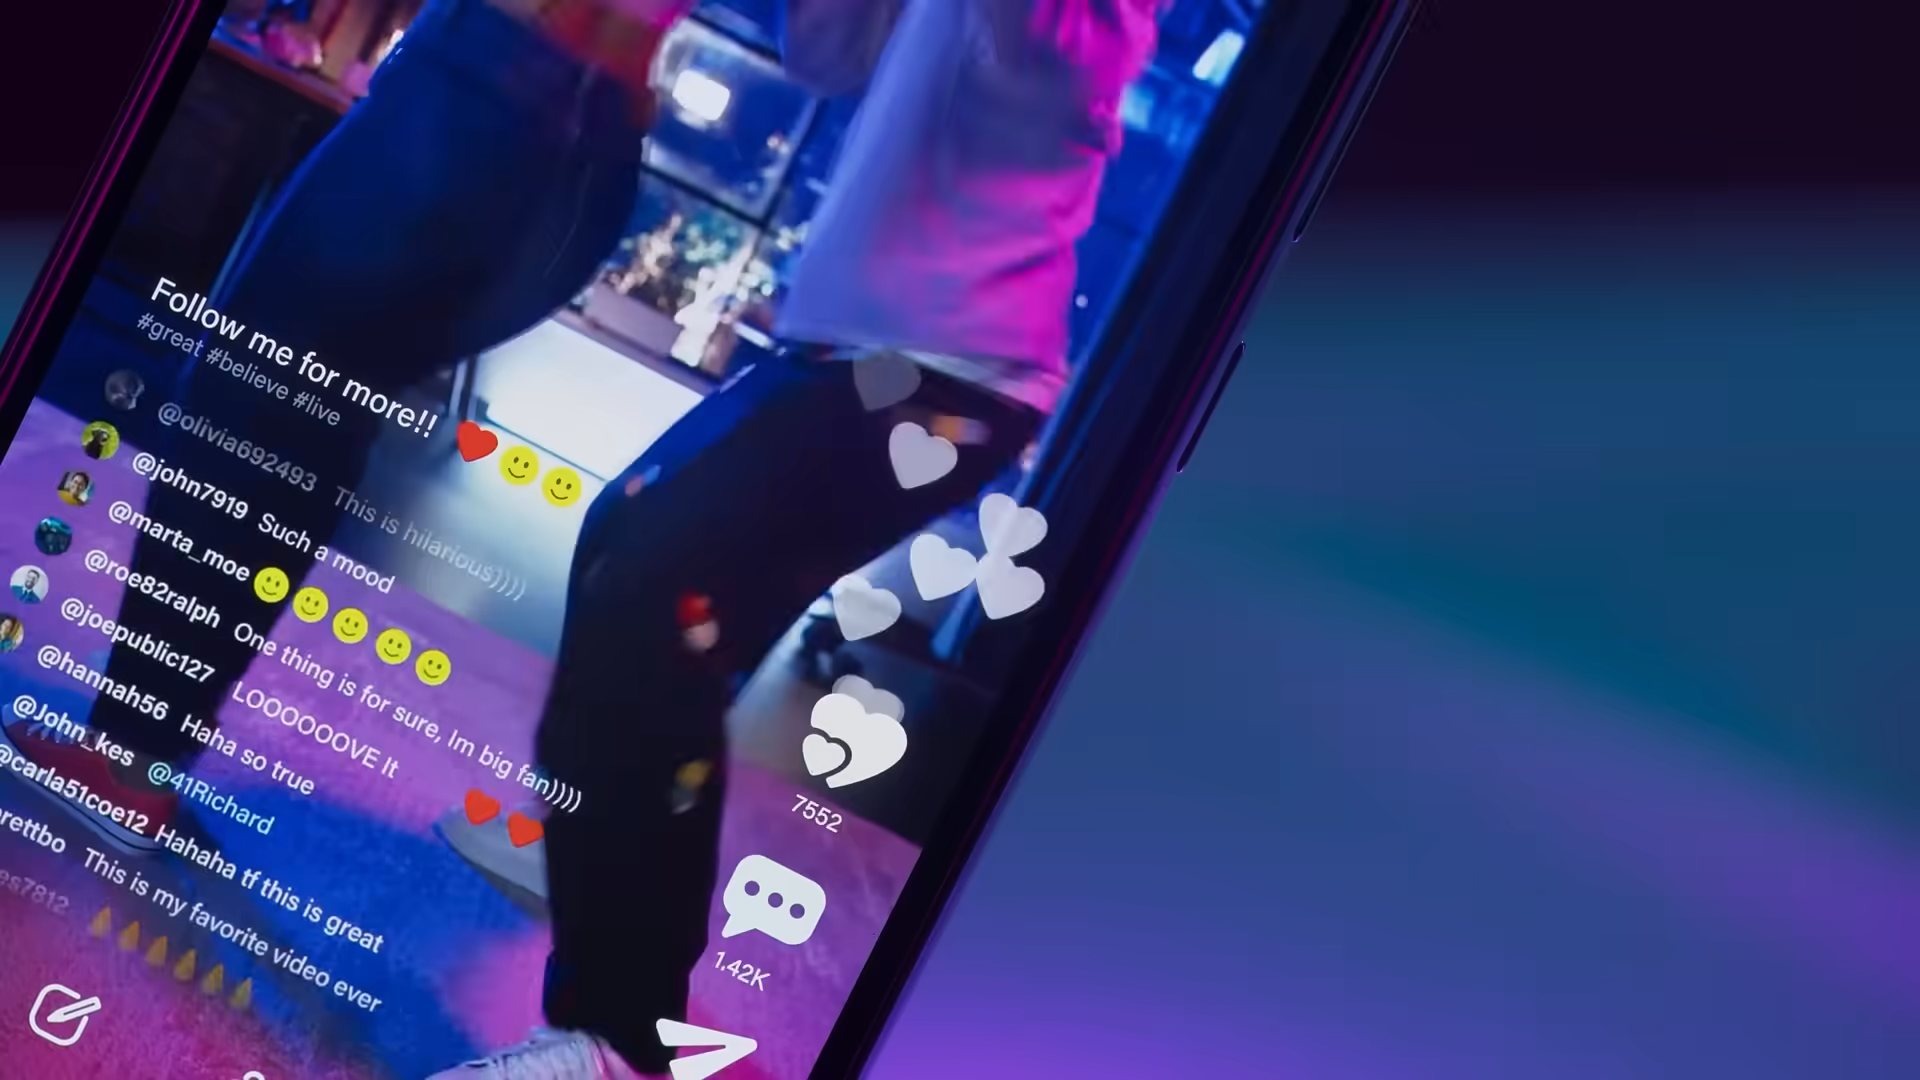 Follow me for more!!
#great #believe #live
@olivia692493 This is hilarious))))
@john7919 Such a mood
@marta_moe
@roe82ralph One thing is for sure, Im big fan))))
@joepublic127 LOOOOOOVE It
@hannah56 Haha so true
@John_kes @41Richard
@carla51coe12 Hahaha tf this is great
rettbo This is my favorite video ever
es7812
7552
1.42K